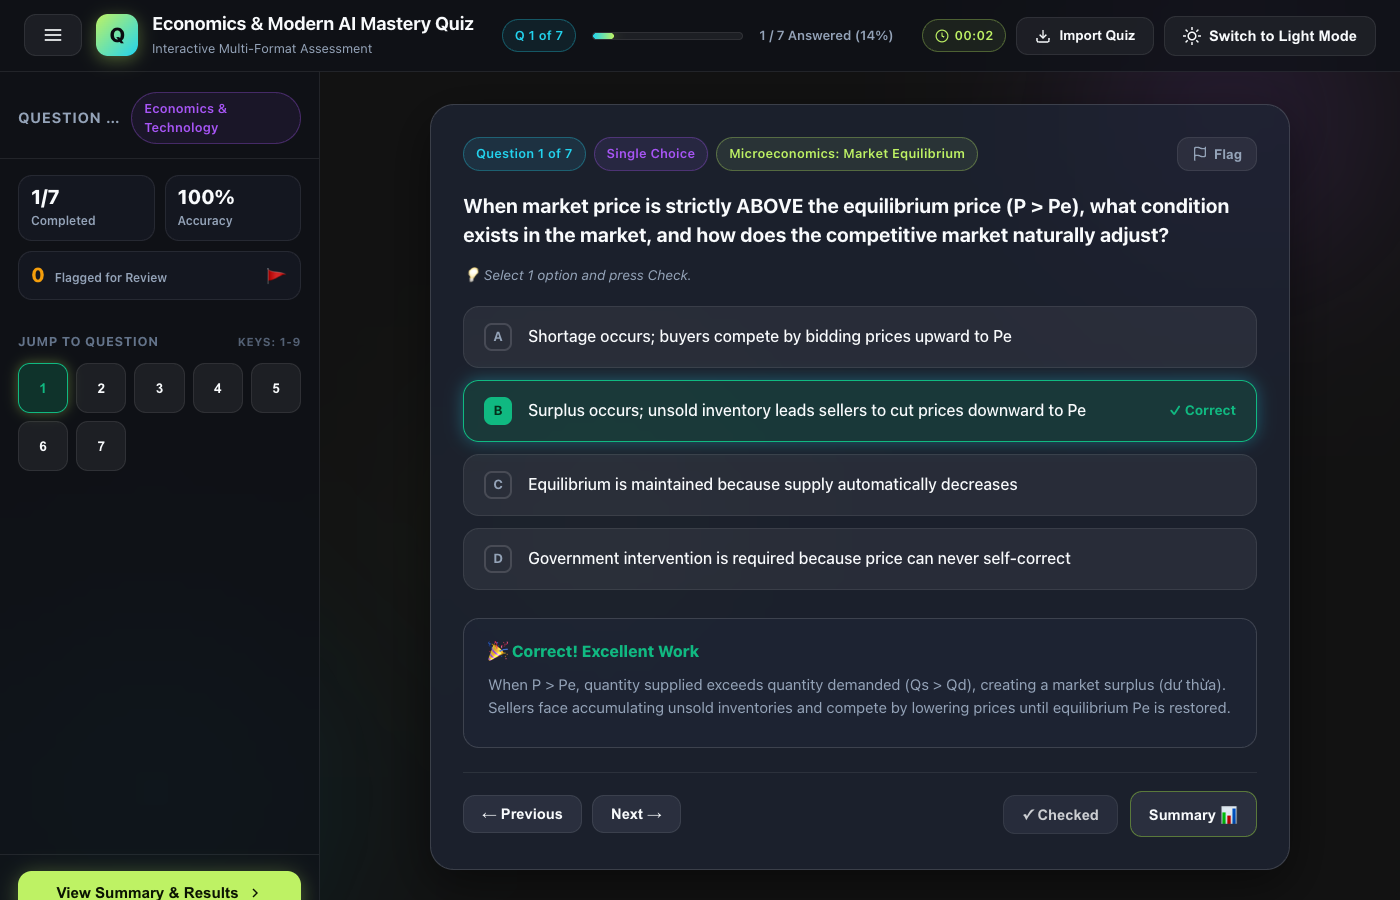 Q
Economics & Modern AI Mastery Quiz
Interactive Multi-Format Assessment
Q 1 of 7
1 / 7 Answered (14%)
00:02
Import Quiz
Switch to Light Mode
QUESTION ...
Economics &
Technology
1/7
Completed
100%
Accuracy
0 Flagged for Review
JUMP TO QUESTION
KEYS: 1-9
1
2
3
4
5
6
7
View Summary & Results
Question 1 of 7
Single Choice
Microeconomics: Market Equilibrium
Flag
When market price is strictly ABOVE the equilibrium price (P > Pe), what condition
exists in the market, and how does the competitive market naturally adjust?
Select 1 option and press Check.
A Shortage occurs; buyers compete by bidding prices upward to Pe
B Surplus occurs; unsold inventory leads sellers to cut prices downward to Pe ✓ Correct
C Equilibrium is maintained because supply automatically decreases
D Government intervention is required because price can never self-correct
🎉 Correct! Excellent Work
When P > Pe, quantity supplied exceeds quantity demanded (Qs > Qd), creating a market surplus (dư thừa).
Sellers face accumulating unsold inventories and compete by lowering prices until equilibrium Pe is restored.
← Previous
Next →
✓ Checked
Summary 📊